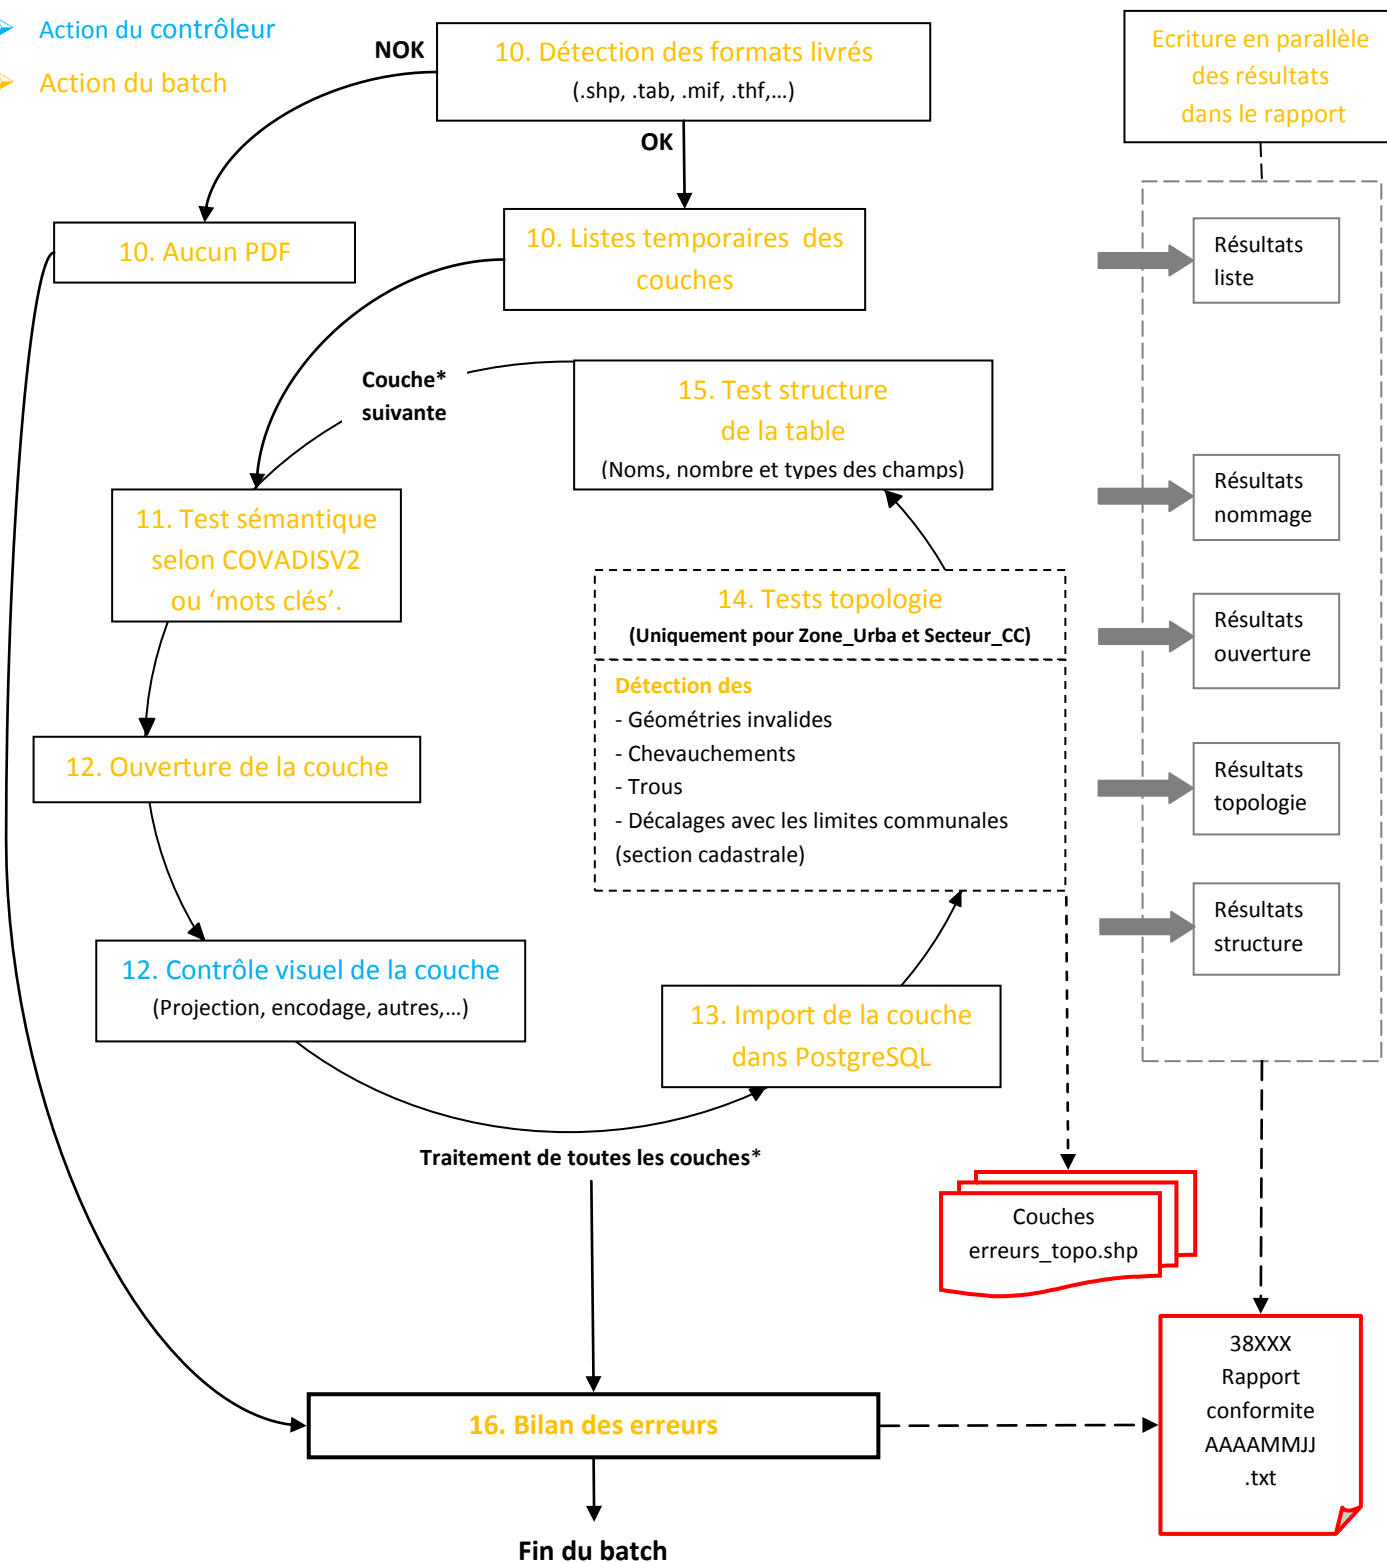 Action du contrôleur
Action du batch
NOK
10. Détection des formats livrés
(.shp, .tab, .mif, .thf,...)
OK
Ecriture en parallèle
des résultats
dans le rapport
10. Aucun PDF
10. Listes temporaires des
couches
Résultats
liste
Couche*
suivante
15. Test structure
de la table
(Noms, nombre et types des champs)
Résultats
nommage
11. Test sémantique
selon COVADISV2
ou ‘mots clés’.
14. Tests topologie
(Uniquement pour Zone_Urba et Secteur_CC)
Détection des
- Géométries invalides
- Chevauchements
- Trous
- Décalages avec les limites communales
(section cadastrale)
Résultats
ouverture
12. Ouverture de la couche
Résultats
topologie
Résultats
structure
12. Contrôle visuel de la couche
(Projection, encodage, autres,...)
13. Import de la couche
dans PostgreSQL
Traitement de toutes les couches*
Couches
erreurs_topo.shp
38XXX
Rapport
conformite
AAAAMMJJ
.txt
16. Bilan des erreurs
Fin du batch